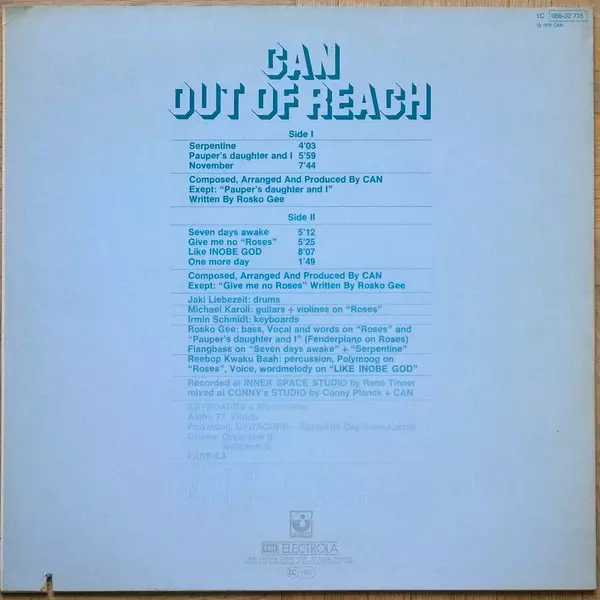 1C 066-32 715
CAN
OUT OF REACH
Side I
Serpentine 4'03
Pauper's daughter and I 5'59
November 7'44
Composed, Arranged And Produced By CAN
Exept: "Pauper's daughter and I"
Written By Rosko Gee
Side II
Seven days awake 5'12
Give me no "Roses" 5'25
Like INOBE GOD 8'07
One more day 1'49
Composed, Arranged And Produced By CAN
Exept: "Give me no Roses" Written By Rosko Gee
Jaki Liebezeit: drums
Michael Karoli: guitars + violines on "Roses"
Irmin Schmidt: keyboards
Rosko Gee: bass, Vocal and words on "Roses" and
"Pauper's daughter and I" (Fenderpiano on Roses)
Flangbass on "Seven days awake" + "Serpentine"
Reebop Kwaku Baah: percussion, Polymoog on
"Roses", Voice, wordmelody on "LIKE INOBE GOD"
Recorded at INNER SPACE STUDIO by René Tinner
mixed at CONNY's STUDIO by Conny Planck + CAN
FARFISA
EMI ELECTROLA